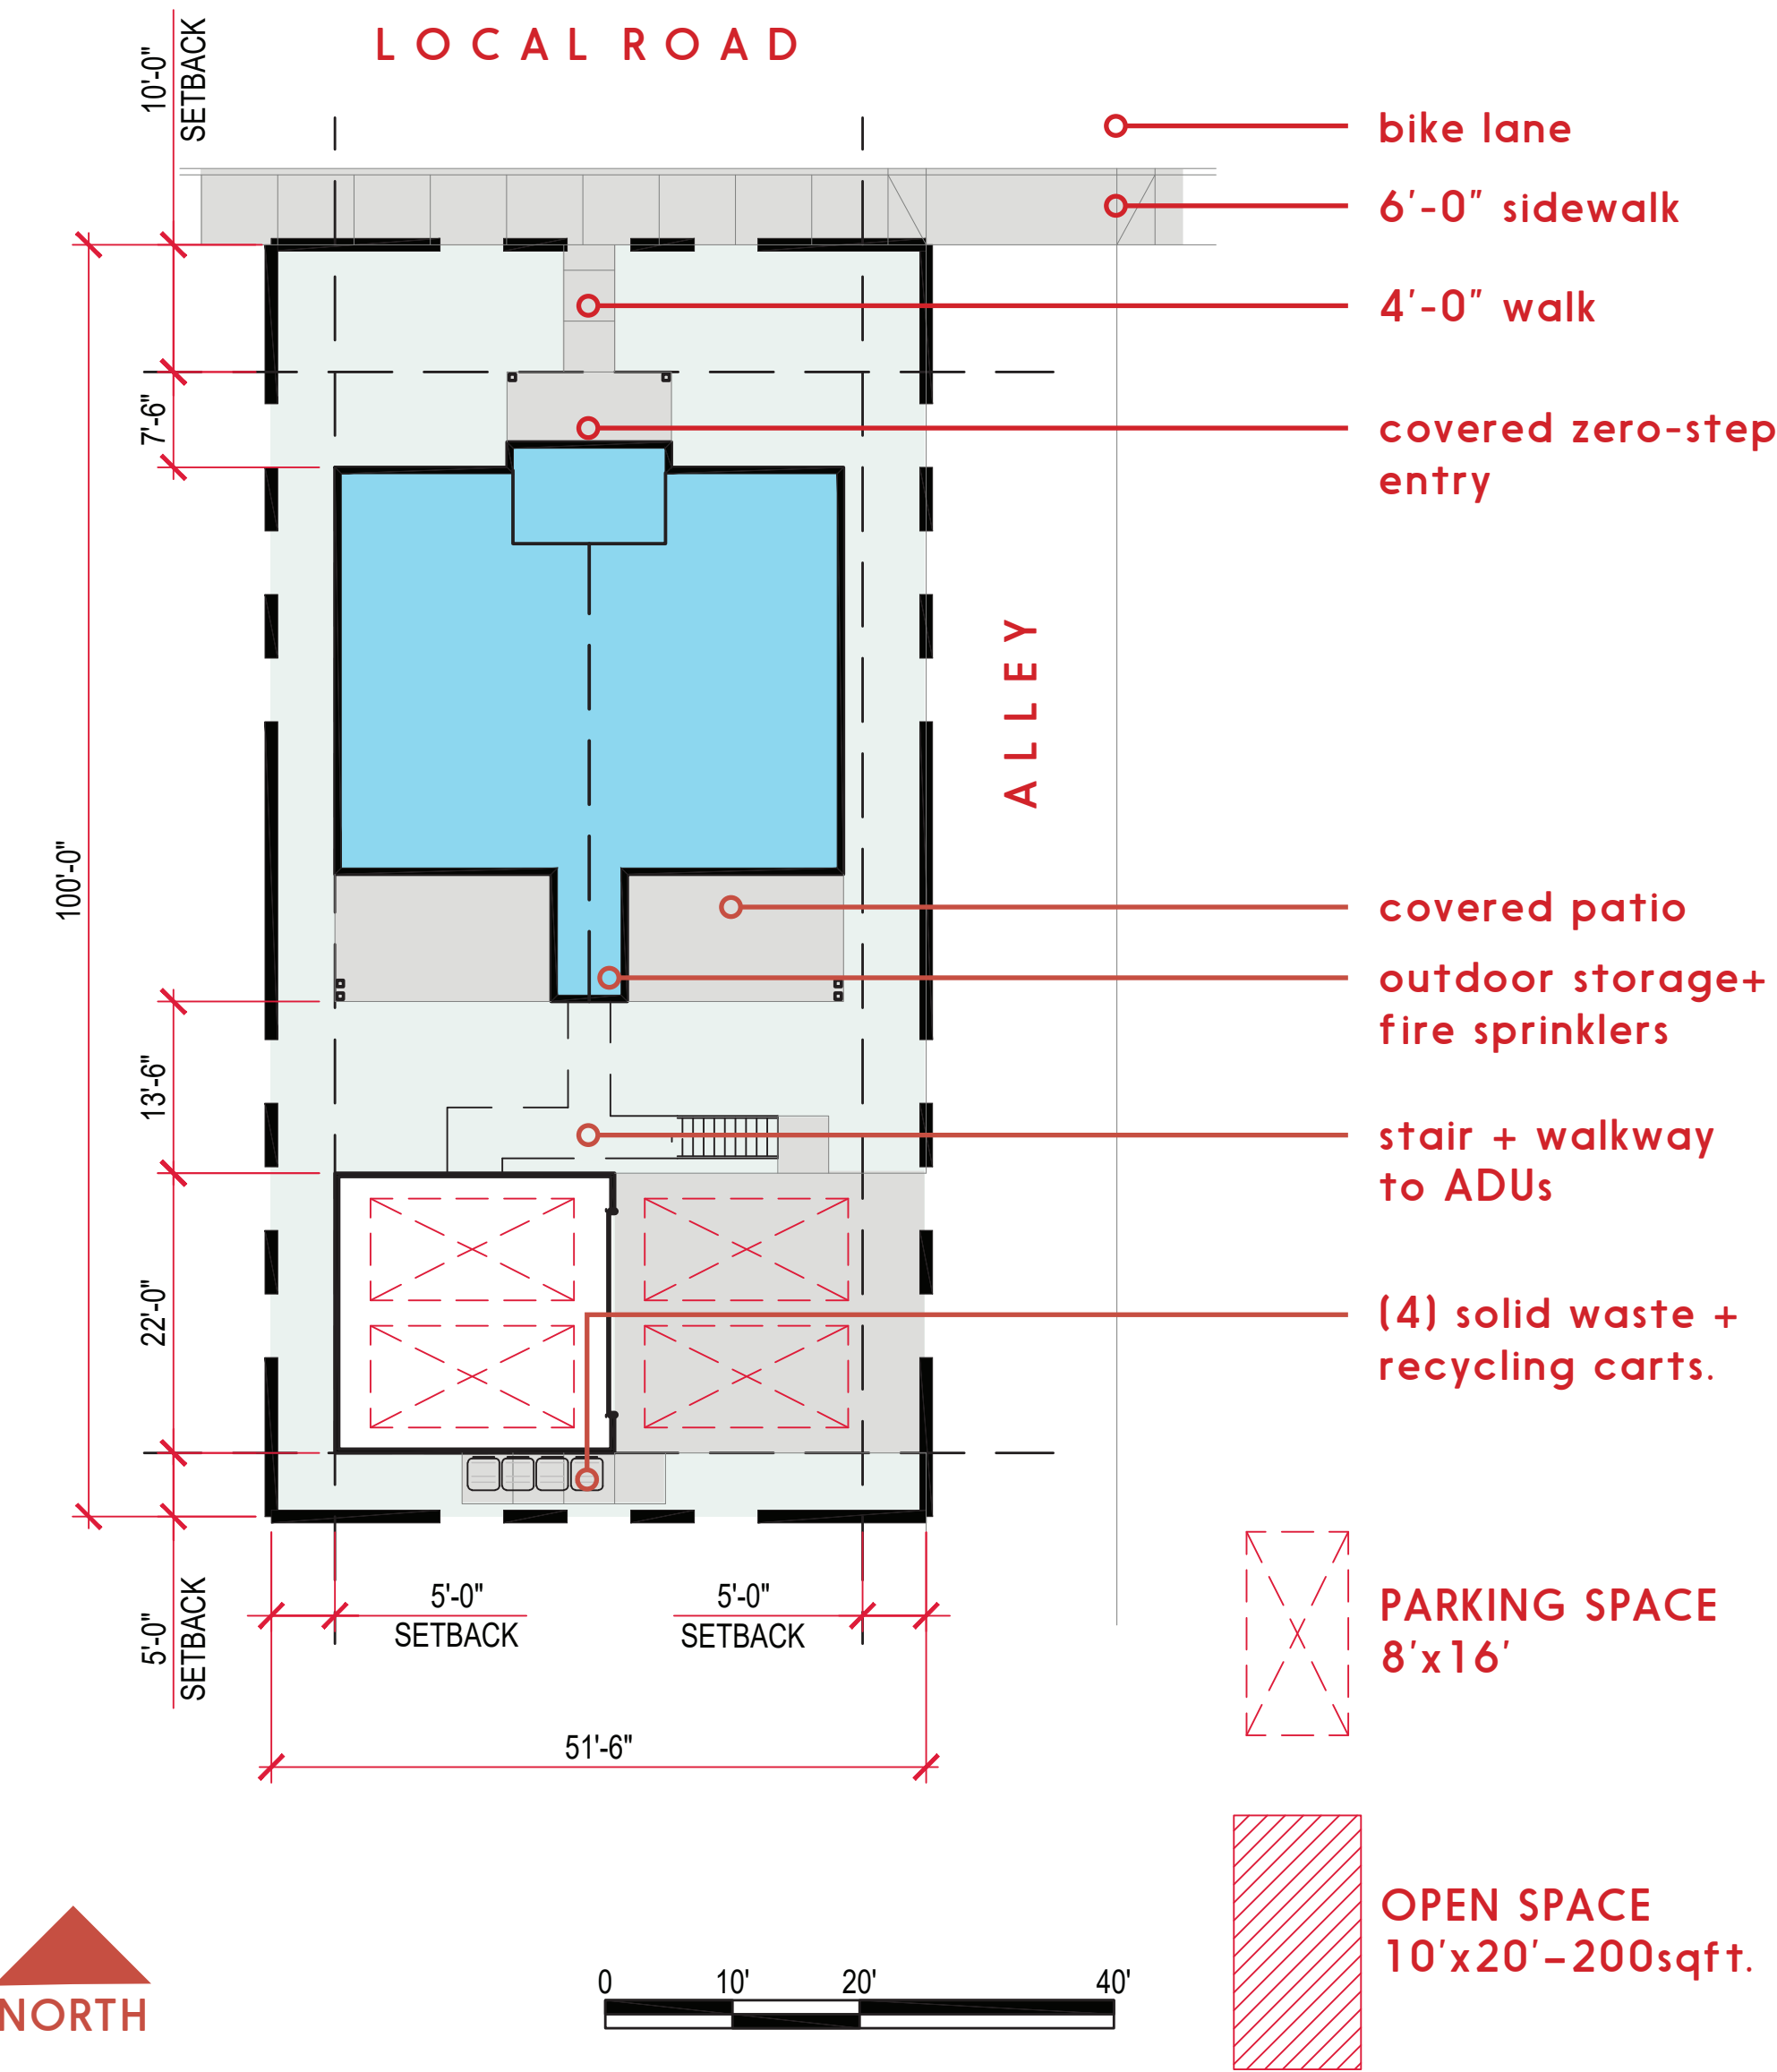 LOCAL ROAD
10'-0"
SETBACK
bike lane
6'-0" sidewalk
4'-0" walk
7'-6"
covered zero-step
entry
ALLEY
100'-0"
covered patio
outdoor storage+
fire sprinklers
13'-6"
stair + walkway
to ADUs
22'-0"
(4) solid waste +
recycling carts.
5'-0"
SETBACK
5'-0"
SETBACK
5'-0"
SETBACK
PARKING SPACE
8'x16'
51'-6"
OPEN SPACE
10'x20'–200sqft.
NORTH
0 10' 20' 40'